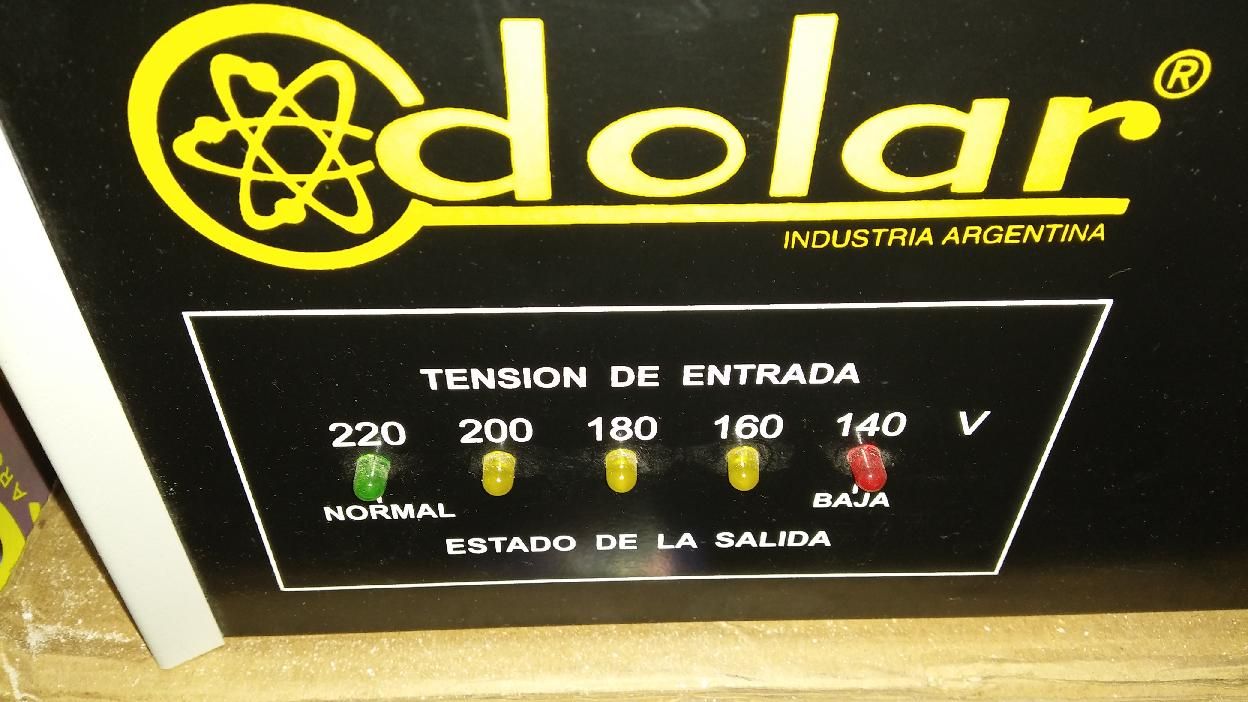 dolar®
INDUSTRIA ARGENTINA
TENSION DE ENTRADA
220 200 180 160 140 V
NORMAL BAJA
ESTADO DE LA SALIDA